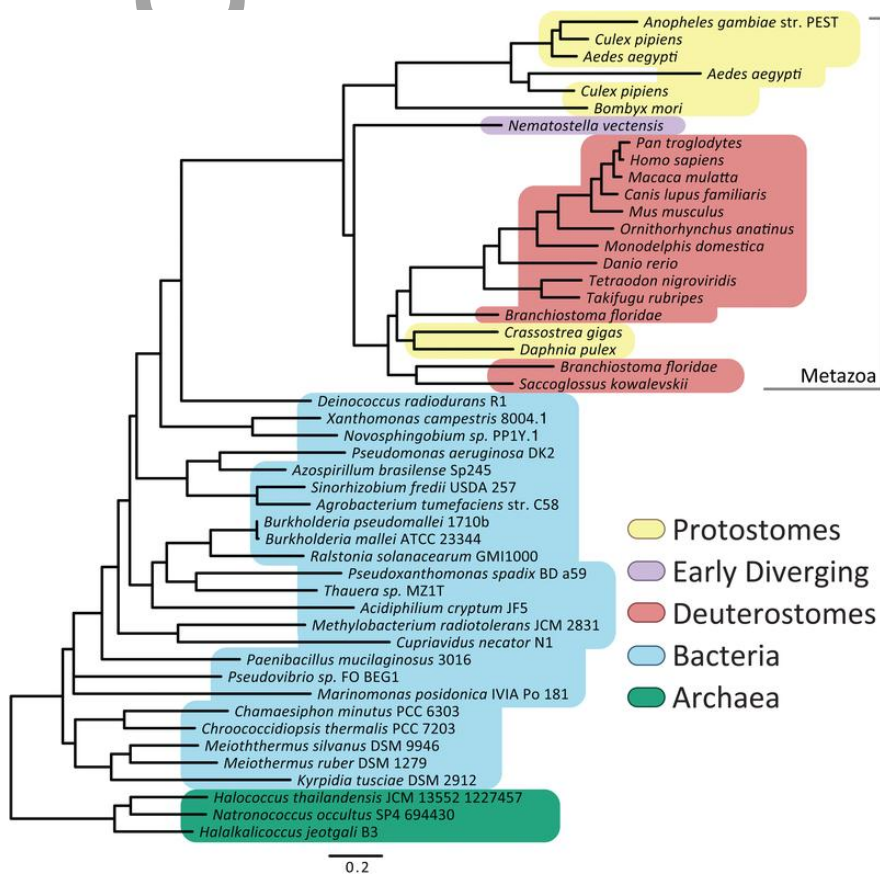 Anopheles gambiae str. PEST
Culex pipiens
Aedes aegypti
Aedes aegypti
Culex pipiens
Bombyx mori
Nematostella vectensis
Pan troglodytes
Homo sapiens
Macaca mulatta
Canis lupus familiaris
Mus musculus
Ornithorhynchus anatinus
Monodelphis domestica
Danio rerio
Tetraodon nigroviridis
Takifugu rubripes
Branchiostoma floridae
Crassostrea gigas
Daphnia pulex
Branchiostoma floridae
Saccoglossus kowalevskii
Metazoa
Deinococcus radiodurans R1
Xanthomonas campestris 8004.1
Novosphingobium sp. PP1Y.1
Pseudomonas aeruginosa DK2
Azospirillum brasilense Sp245
Sinorhizobium fredii USDA 257
Agrobacterium tumefaciens str. C58
Burkholderia pseudomallei 1710b
Burkholderia mallei ATCC 23344
Ralstonia solanacearum GMI1000
Pseudoxanthomonas spadix BD a59
Thauera sp. MZ1T
Acidiphilium cryptum JF5
Methylobacterium radiotolerans JCM 2831
Cupriavidus necator N1
Paenibacillus mucilaginosus 3016
Pseudovibrio sp. FO BEG1
Marinomonas posidonica IVIA Po 181
Chamaesiphon minutus PCC 6303
Chroococcidiopsis thermalis PCC 7203
Meioththermus silvanus DSM 9946
Meiothermus ruber DSM 1279
Kyrpidia tusciae DSM 2912
Halococcus thailandensis JCM 13552 1227457
Natronococcus occultus SP4 694430
Halalkalicoccus jeotgali B3
Protostomes
Early Diverging
Deuterostomes
Bacteria
Archaea
0.2